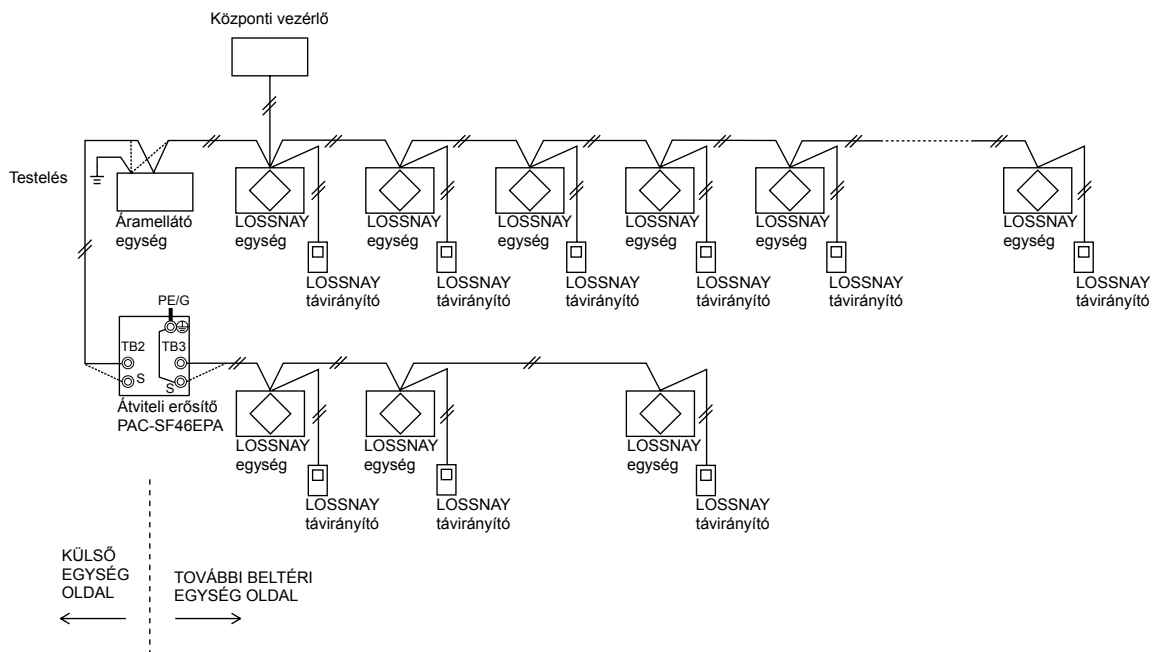 Központi vezérlő
Testelés
Áramellátó
egység
LOSSNAY
egység
LOSSNAY
egység
LOSSNAY
egység
LOSSNAY
egység
LOSSNAY
egység
LOSSNAY
egység
LOSSNAY
távirányító
LOSSNAY
távirányító
LOSSNAY
távirányító
LOSSNAY
távirányító
LOSSNAY
távirányító
LOSSNAY
távirányító
PE/G
TB2
TB3
S
S
Átviteli erősítő
PAC-SF46EPA
LOSSNAY
egység
LOSSNAY
egység
LOSSNAY
egység
LOSSNAY
távirányító
LOSSNAY
távirányító
LOSSNAY
távirányító
KÜLSŐ
EGYSÉG
OLDAL
TOVÁBBI BELTÉRI
EGYSÉG OLDAL